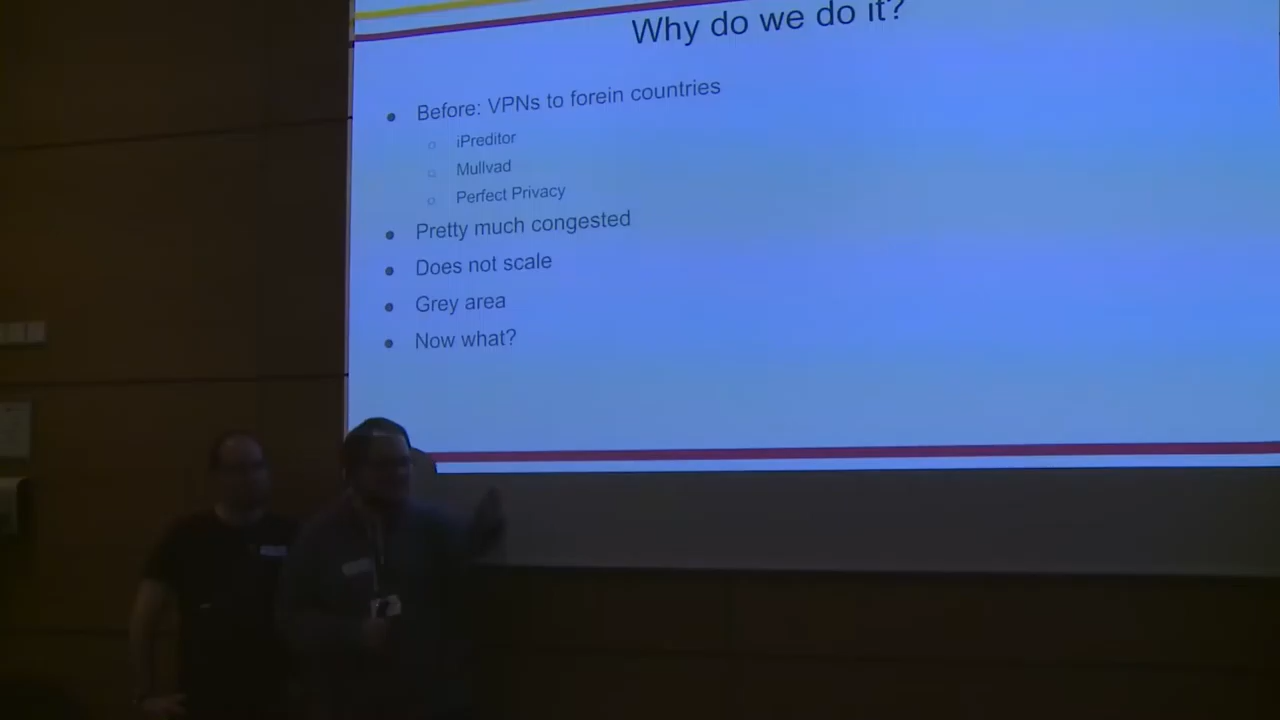 Why do we do it?
Before: VPNs to forein countries
iPreditor
Mullvad
Perfect Privacy
Pretty much congested
Does not scale
Grey area
Now what?